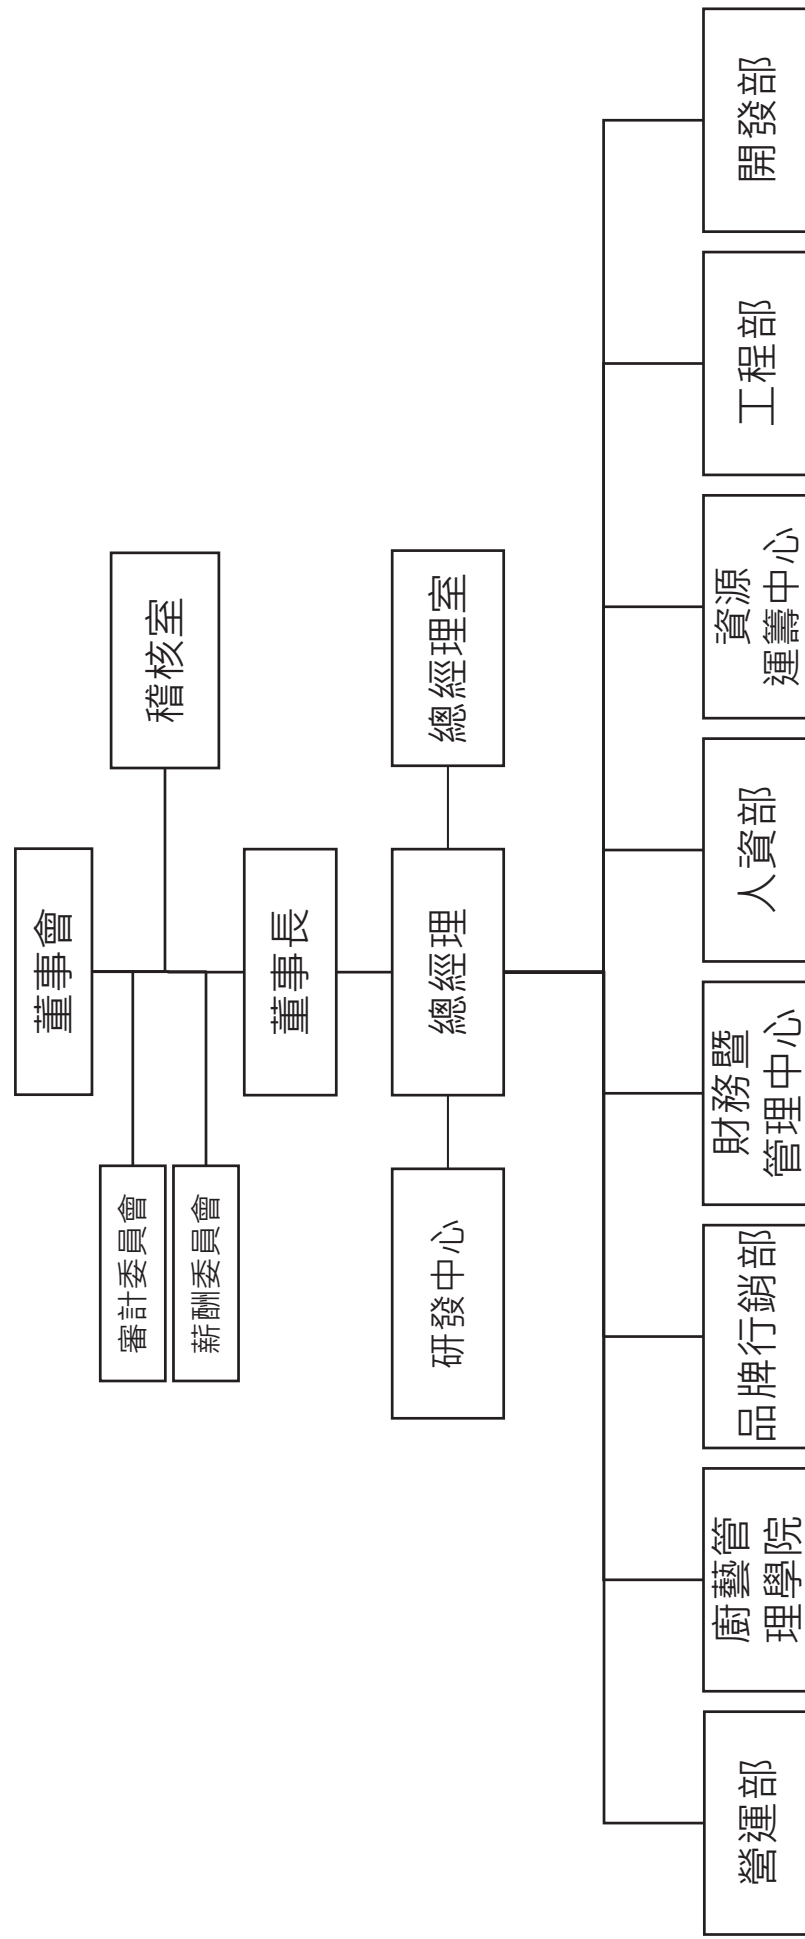 董事會
審計委員會
薪酬委員會
稽核室
董事長
研發中心
總經理
總經理室
營運部
廚藝管
理學院
品牌行銷部
財務暨
管理中心
人資部
資源
運籌中心
工程部
開發部